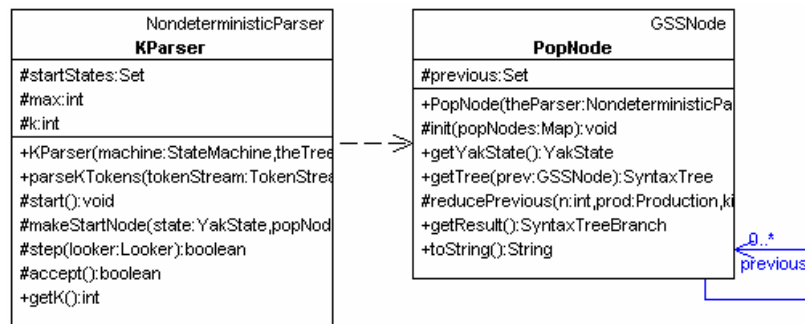 NondeterministicParser
KParser
#startStates:Set
#max:int
#k:int
+KParser(machine:StateMachine,theTree
+parseKTokens(tokenStream:TokenStrea
#start():void
#makeStartNode(state:YakState,popNod
#step(looker:Looker):boolean
#accept():boolean
+getK():int
GSSNode
PopNode
#previous:Set
+PopNode(theParser:NondeterministicPa
#init(popNodes:Map):void
+getYakState():YakState
+getTree(prev:GSSNode):SyntaxTree
#reducePrevious(n:int,prod:Production,ki
+getResult():SyntaxTreeBranch
+toString():String
0..*
previous